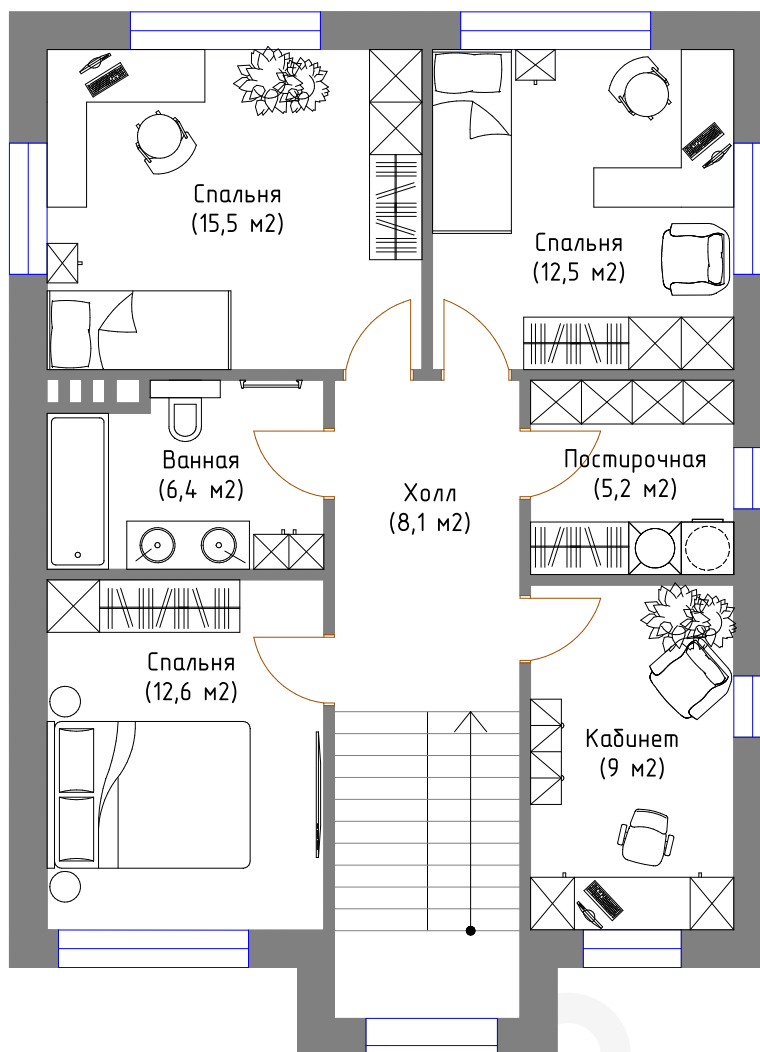 Спальня
(15,5 м2)
Спальня
(12,5 м2)
Ванная
(6,4 м2)
Холл
(8,1 м2)
Постирочная
(5,2 м2)
Спальня
(12,6 м2)
Кабинет
(9 м2)